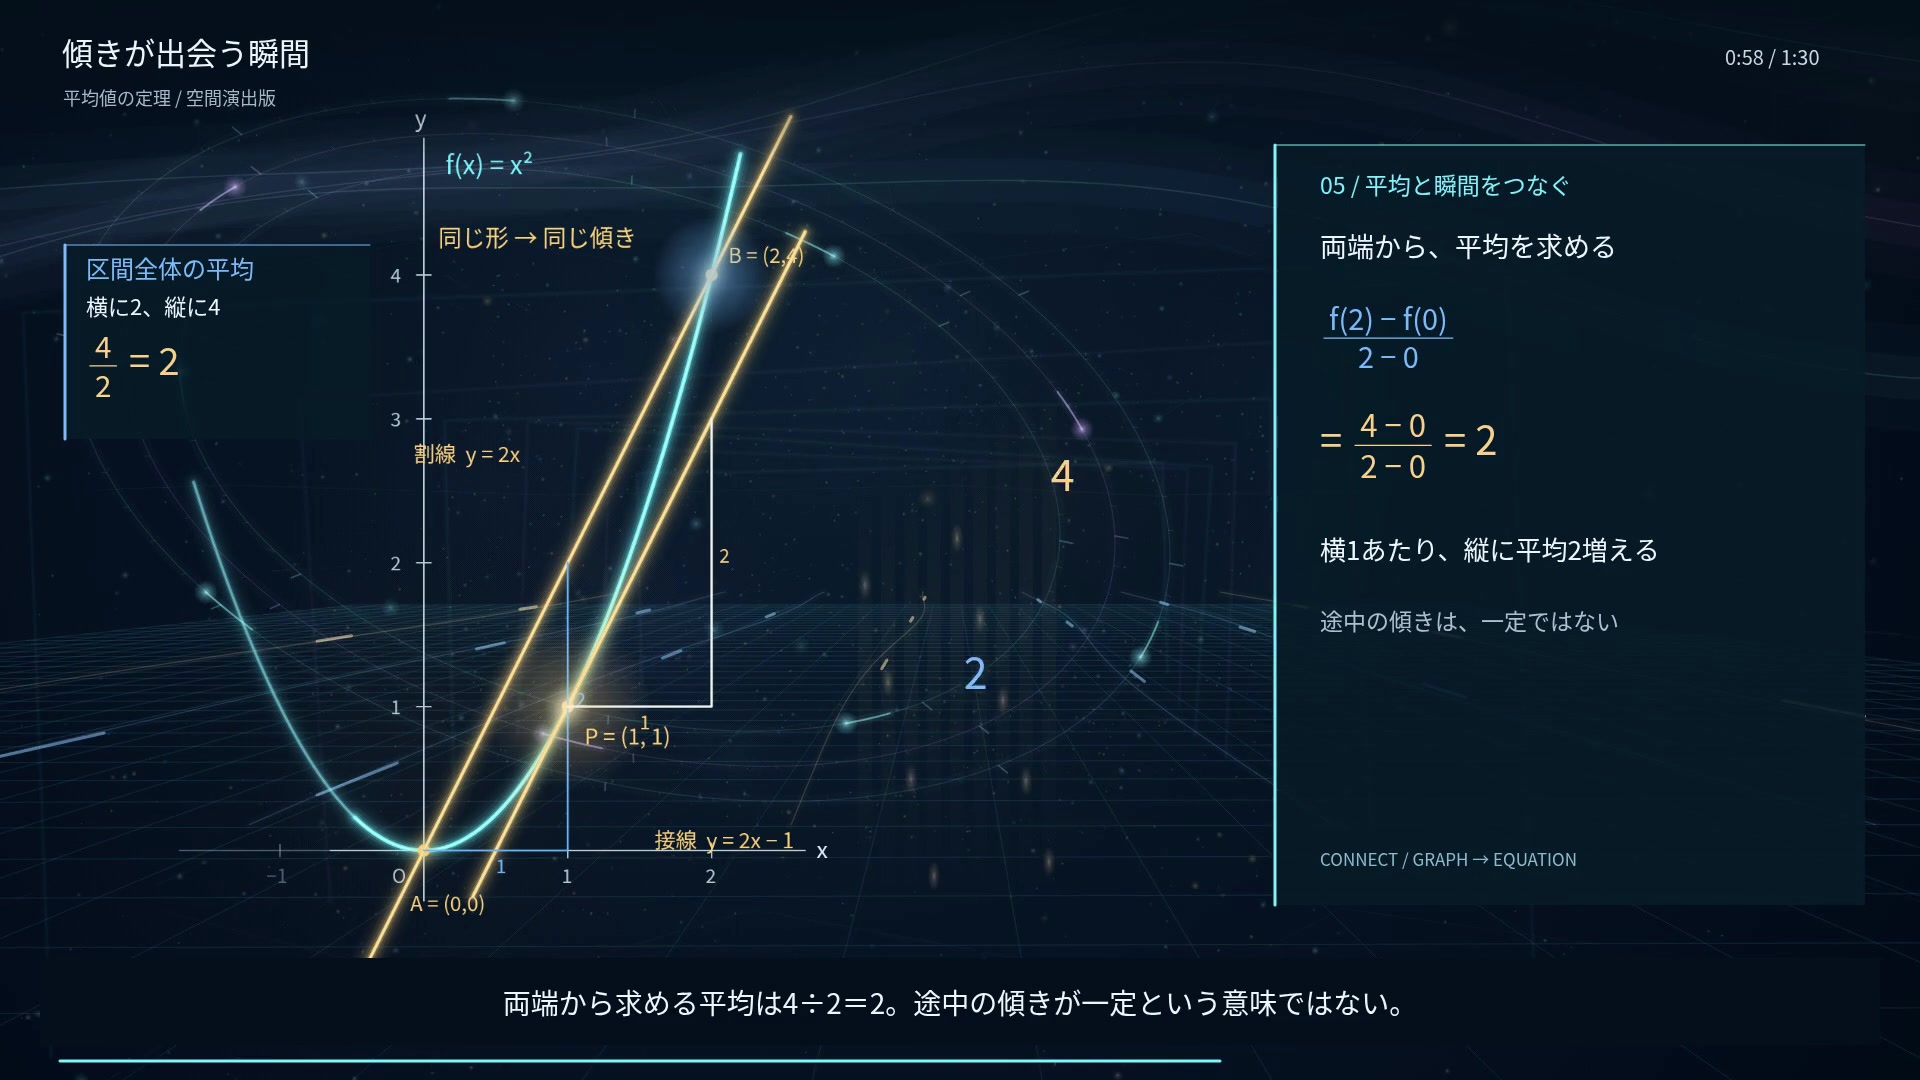 傾きが出会う瞬間
平均値の定理 / 空間演出版
0:58 / 1:30
y
f(x) = x²
同じ形 → 同じ傾き
B = (2,4)
区間全体の平均
横に2、縦に4
4
2
= 2
4
3
割線 y = 2x
2
2
1
2
1
P = (1, 1)
接線 y = 2x − 1
x
−1
O
1
1
2
A = (0,0)
4
2
05 / 平均と瞬間をつなぐ
両端から、平均を求める
f(2) − f(0)
2 − 0
= 4 − 0 = 2
2 − 0
横1あたり、縦に平均2増える
途中の傾きは、一定ではない
CONNECT / GRAPH → EQUATION
両端から求める平均は4÷2＝2。途中の傾きが一定という意味ではない。